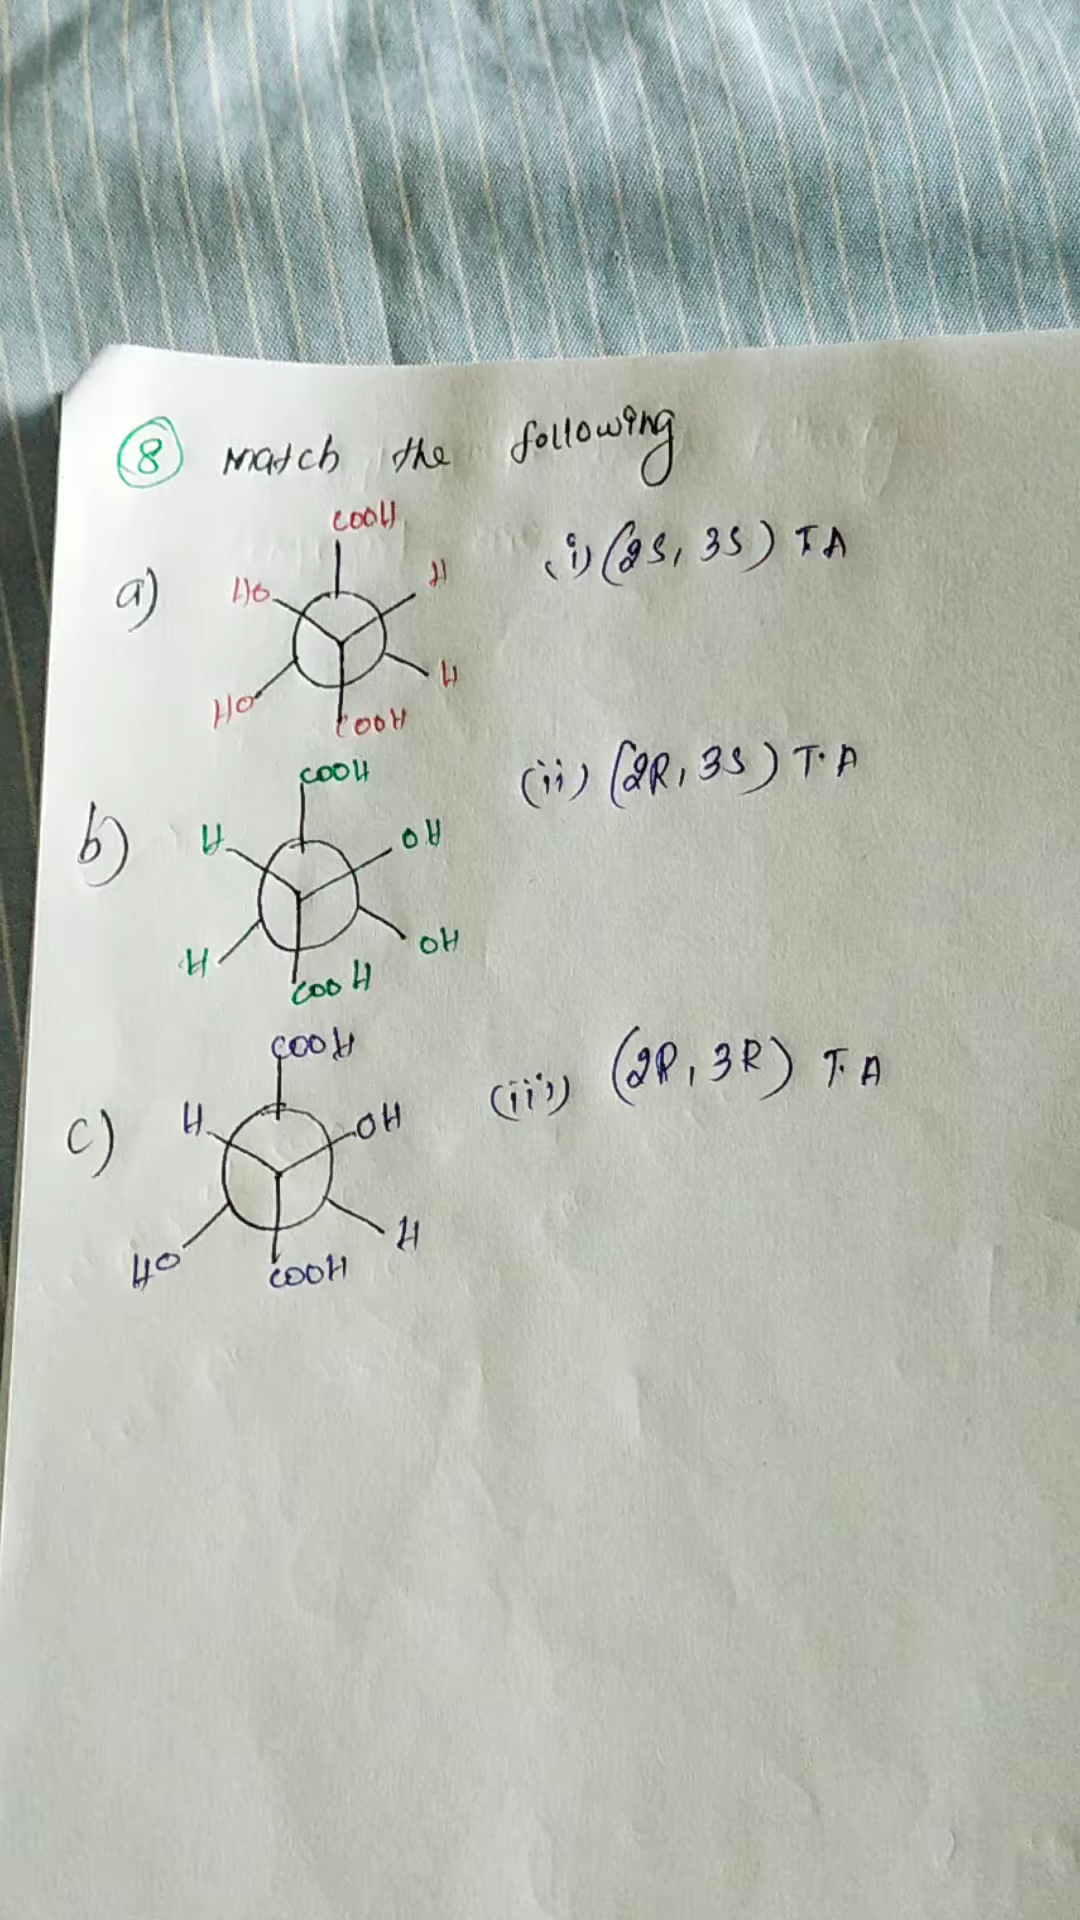 8 Match the following
a) COOH HO H HO H COOH (i) (2S, 3S) T A
b) COOH H OH H OH COOH (ii) (2R, 3S) T.A
c) COOH H OH HO H COOH (iii) (2R, 3R) T.A